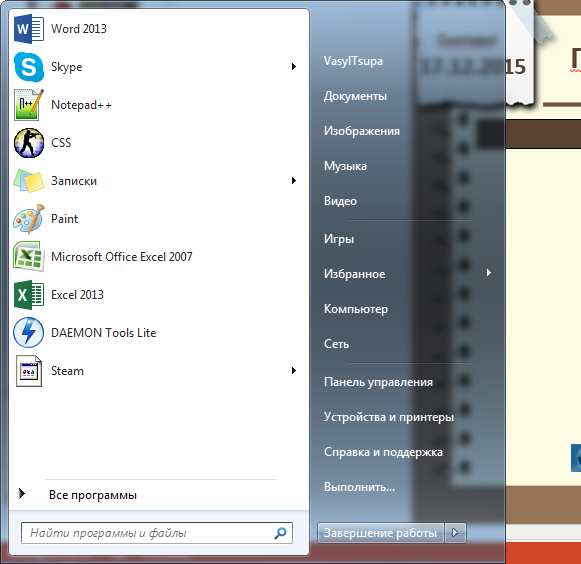 Word 2013
Skype
Notepad++
CSS
Записки
Paint
Microsoft Office Excel 2007
Excel 2013
DAEMON Tools Lite
Steam
Все программы
Найти программы и файлы
VasylTsupa
Документы
Изображения
Музыка
Видео
Игры
Избранное
Компьютер
Сеть
Панель управления
Устройства и принтеры
Справка и поддержка
Выполнить...
Завершение работы
17.12.2015